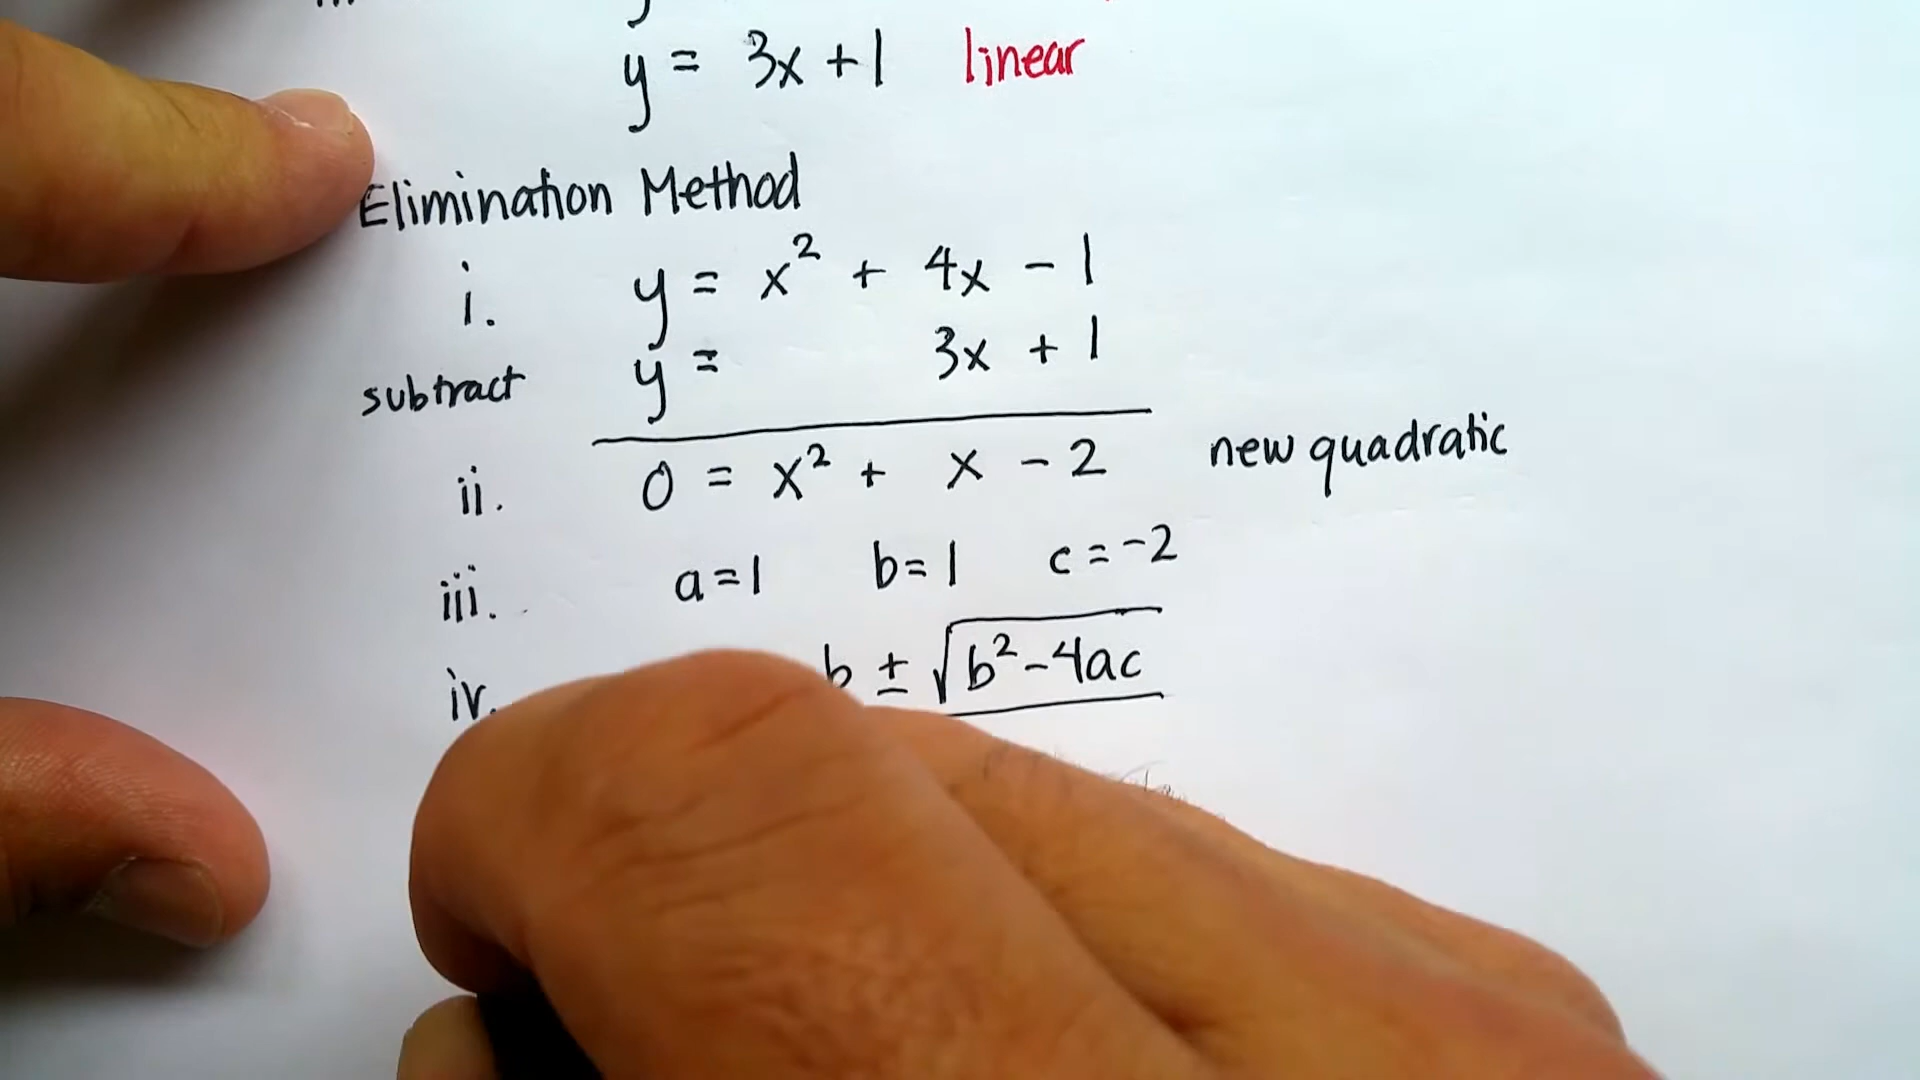 y = 3x + 1 linear
Elimination Method
i. y = x² + 4x - 1
subtract y = 3x + 1
ii. 0 = x² + x - 2 new quadratic
iii. a = 1 b = 1 c = -2
iv. b ± √b² - 4ac